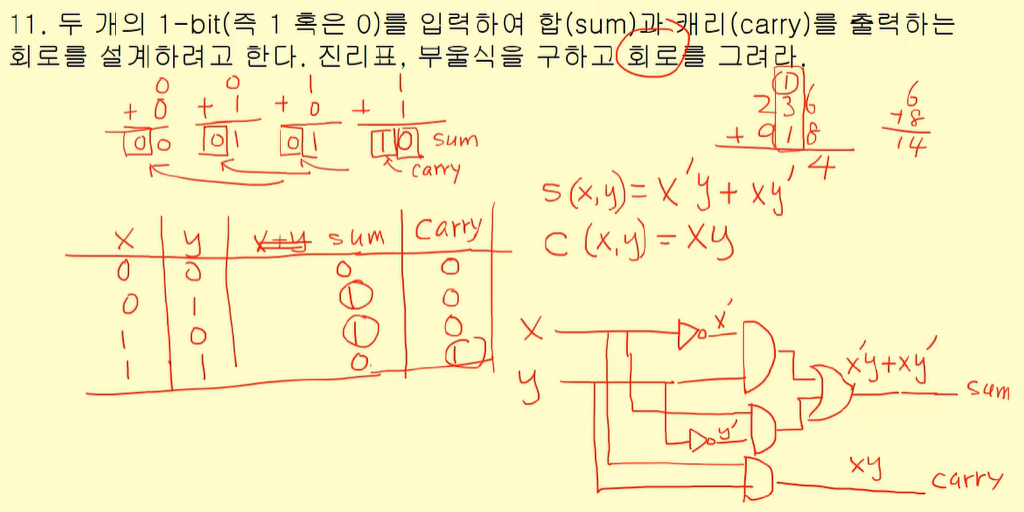 11. 두 개의 1-bit(즉 1 혹은 0)를 입력하여 합(sum)과 캐리(carry)를 출력하는
회로를 설계하려고 한다. 진리표, 부울식을 구하고 회로를 그려라.
0 0 1 1
+ 0 + 1 + 0 + 1
00 01 01 10 sum
carry
1
236
+ 918
4
6
+8
14
S(x,y) = x'y + xy'
C(x,y) = xy
x y x+y sum Carry
0 0 0 0
0 1 1 0
1 0 1 0
1 1 0 1
x x'
y
y'
x'y+xy' sum
xy carry